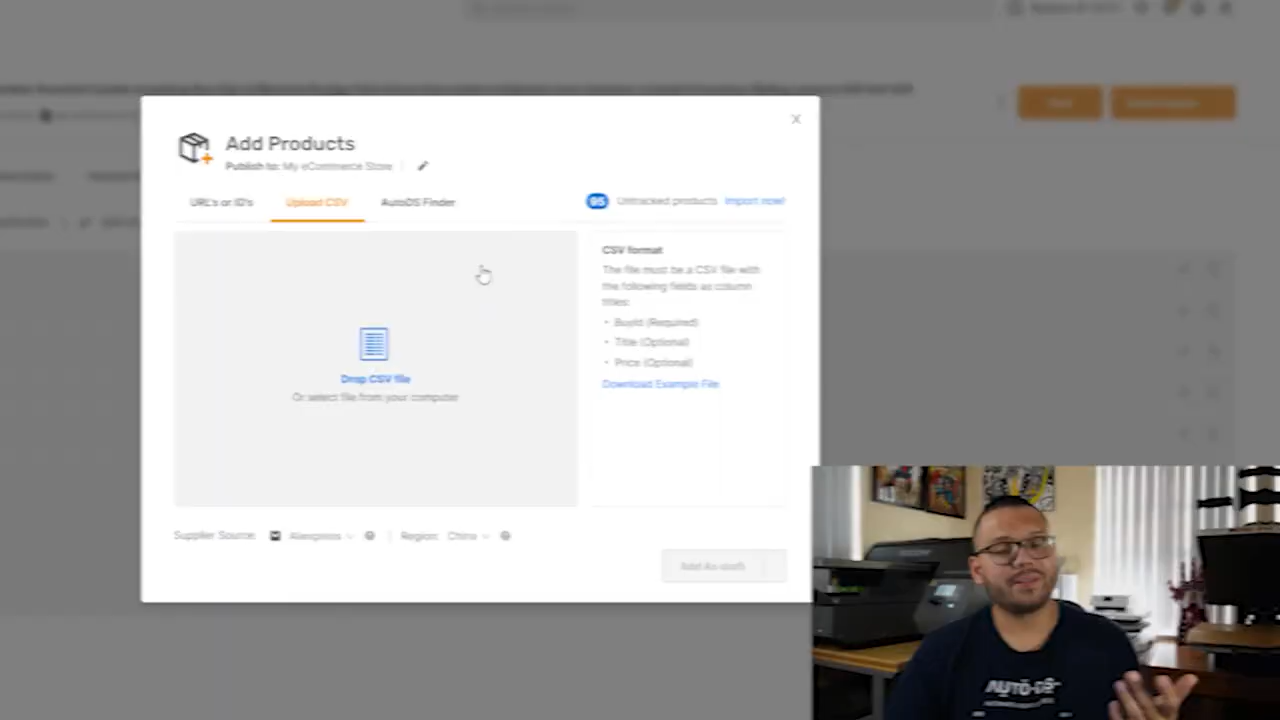 Add Products
Publish to: My eCommerce Store
URL's or ID's
Upload CSV
AutoDS Finder
95 Untracked products Import now!
CSV format
The file must be a CSV file with
the following fields as column
titles:
• BuyId (Required)
• Title (Optional)
• Price (Optional)
Download Example File
Drop CSV file
Or select file from your computer
Supplier Source: Aliexpress
Region: China
Add As draft
AUTO-DS